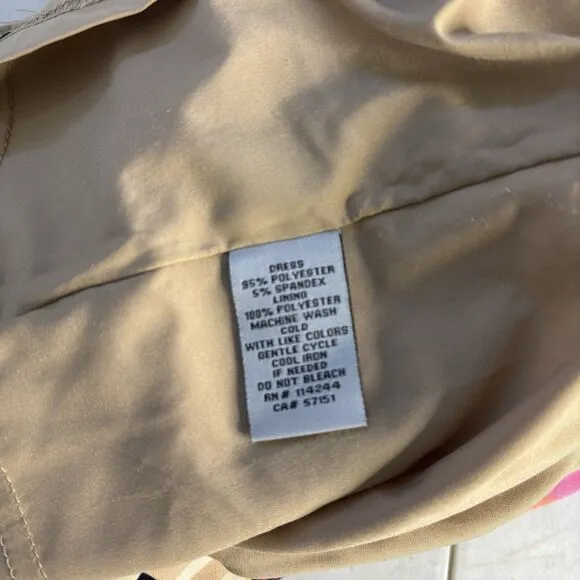 DRESS
95% POLYESTER
5% SPANDEX
LINING
100% POLYESTER
MACHINE WASH
COLD
WITH LIKE COLORS
GENTLE CYCLE
COOL IRON
IF NEEDED
DO NOT BLEACH
RN# 114244
CA# 57151